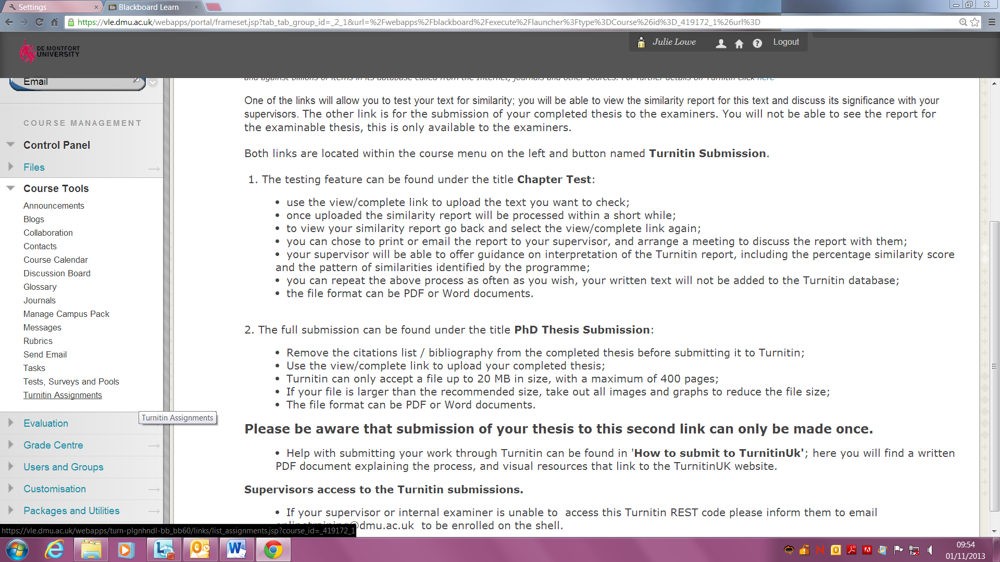 Settings
Blackboard Learn
https://vle.dmu.ac.uk/webapps/portal/frameset.jsp?tab_tab_group_id=_2_1&url=%2Fwebapps%2Fblackboard%2Fexecute%2Flauncher%3Ftype%3DCourse%26id%3D_419172_1%26url%3D
DE MONTFORT
UNIVERSITY
Julie Lowe
Logout
Email
COURSE MANAGEMENT
Control Panel
Files
Course Tools
Announcements
Blogs
Collaboration
Contacts
Course Calendar
Discussion Board
Glossary
Journals
Manage Campus Pack
Messages
Rubrics
Send Email
Tasks
Tests, Surveys and Pools
Turnitin Assignments
Turnitin Assignments
Evaluation
Grade Centre
Users and Groups
Customisation
Packages and Utilities
and against billions of items in its database culled from the Internet, journals and other sources. For further details on Turnitin click here
One of the links will allow you to test your text for similarity; you will be able to view the similarity report for this text and discuss its significance with your
supervisors. The other link is for the submission of your completed thesis to the examiners. You will not be able to see the report for
the examinable thesis, this is only available to the examiners.
Both links are located within the course menu on the left and button named Turnitin Submission.
1. The testing feature can be found under the title Chapter Test:
• use the view/complete link to upload the text you want to check;
• once uploaded the similarity report will be processed within a short while;
• to view your similarity report go back and select the view/complete link again;
• you can chose to print or email the report to your supervisor, and arrange a meeting to discuss the report with them;
• your supervisor will be able to offer guidance on interpretation of the Turnitin report, including the percentage similarity score
and the pattern of similarities identified by the programme;
• you can repeat the above process as often as you wish, your written text will not be added to the Turnitin database;
• the file format can be PDF or Word documents.
2. The full submission can be found under the title PhD Thesis Submission:
• Remove the citations list / bibliography from the completed thesis before submitting it to Turnitin;
• Use the view/complete link to upload your completed thesis;
• Turnitin can only accept a file up to 20 MB in size, with a maximum of 400 pages;
• If your file is larger than the recommended size, take out all images and graphs to reduce the file size;
• The file format can be PDF or Word documents.
Please be aware that submission of your thesis to this second link can only be made once.
• Help with submitting your work through Turnitin can be found in 'How to submit to TurnitinUk'; here you will find a written
PDF document explaining the process, and visual resources that link to the TurnitinUK website.
Supervisors access to the Turnitin submissions.
• If your supervisor or internal examiner is unable to access this Turnitin REST code please inform them to email
@dmu.ac.uk to be enrolled on the shell.
https://vle.dmu.ac.uk/webapps/turn-plgnhndl-bb_bb60/links/list_assignments.jsp?course_id=_419172_1
09:54
01/11/2013